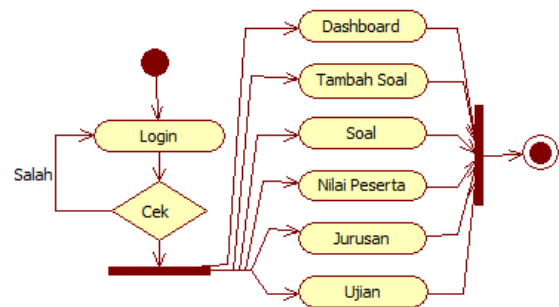 Dashboard
Tambah Soal
Login
Soal
Salah
Nilai Peserta
Cek
Jurusan
Ujian